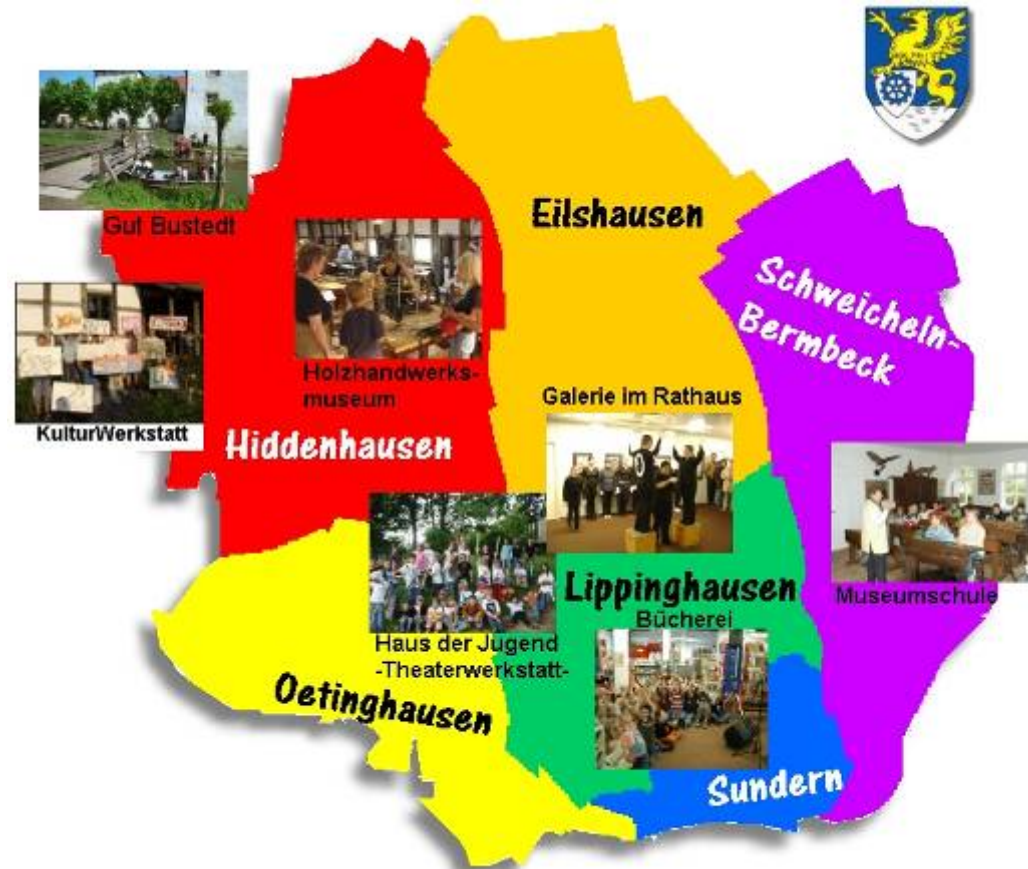 Eilshausen
Gut Bustedt
Schweicheln-
Bermbeck
Holzhandwerks-
museum
KulturWerkstatt
Hiddenhausen
Galerie im Rathaus
Lippinghausen
Bücherei
Museumschule
Haus der Jugend
-Theaterwerkstatt-
Oetinghausen
Sundern